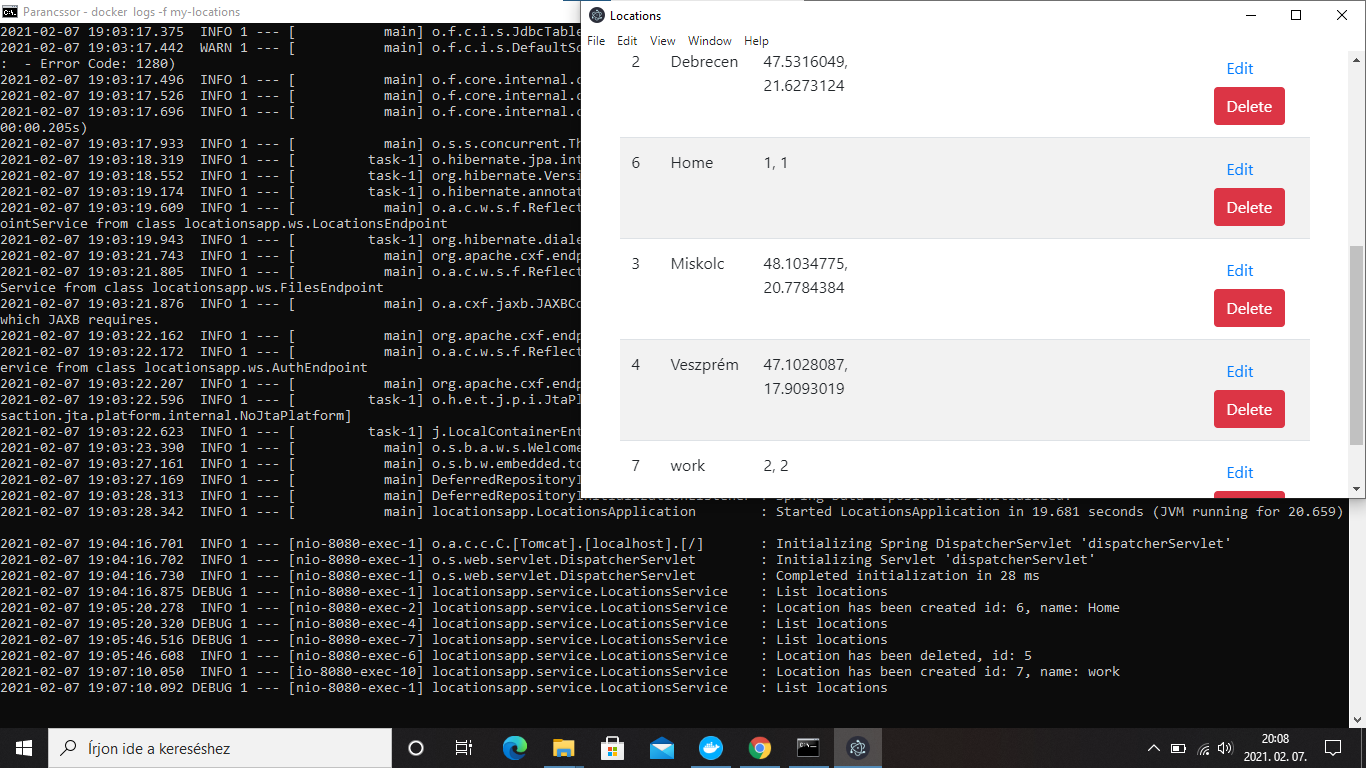 Parancssor - docker logs -f my-locations
2021-02-07 19:03:17.375  INFO 1 --- [           main] o.f.c.i.s.JdbcTable
2021-02-07 19:03:17.442  WARN 1 --- [           main] o.f.c.i.s.DefaultSc
:  - Error Code: 1280)
2021-02-07 19:03:17.496  INFO 1 --- [           main] o.f.core.internal.c
2021-02-07 19:03:17.526  INFO 1 --- [           main] o.f.core.internal.c
2021-02-07 19:03:17.696  INFO 1 --- [           main] o.f.core.internal.c
00:00.205s)
2021-02-07 19:03:17.933  INFO 1 --- [           main] o.s.s.concurrent.Th
2021-02-07 19:03:18.319  INFO 1 --- [         task-1] o.hibernate.jpa.int
2021-02-07 19:03:18.552  INFO 1 --- [         task-1] org.hibernate.Versi
2021-02-07 19:03:19.174  INFO 1 --- [         task-1] o.hibernate.annotat
2021-02-07 19:03:19.609  INFO 1 --- [           main] o.a.c.w.s.f.Reflect
ointService from class locationsapp.ws.LocationsEndpoint
2021-02-07 19:03:19.943  INFO 1 --- [         task-1] org.hibernate.diale
2021-02-07 19:03:21.743  INFO 1 --- [           main] org.apache.cxf.endp
2021-02-07 19:03:21.805  INFO 1 --- [           main] o.a.c.w.s.f.Reflect
Service from class locationsapp.ws.FilesEndpoint
2021-02-07 19:03:21.876  INFO 1 --- [           main] o.a.cxf.jaxb.JAXBCo
which JAXB requires.
2021-02-07 19:03:22.162  INFO 1 --- [           main] org.apache.cxf.endp
2021-02-07 19:03:22.172  INFO 1 --- [           main] o.a.c.w.s.f.Reflect
ervice from class locationsapp.ws.AuthEndpoint
2021-02-07 19:03:22.207  INFO 1 --- [           main] org.apache.cxf.endp
2021-02-07 19:03:22.596  INFO 1 --- [         task-1] o.h.e.t.j.p.i.JtaPl
saction.jta.platform.internal.NoJtaPlatform]
2021-02-07 19:03:22.623  INFO 1 --- [         task-1] j.LocalContainerEnt
2021-02-07 19:03:23.390  INFO 1 --- [           main] o.s.b.a.w.s.Welcome
2021-02-07 19:03:27.161  INFO 1 --- [           main] o.s.b.w.embedded.to
2021-02-07 19:03:27.169  INFO 1 --- [           main] DeferredRepositoryI
2021-02-07 19:03:28.313  INFO 1 --- [           main] DeferredRepositoryInitializationListener : Spring Data repositories initialized!
2021-02-07 19:03:28.342  INFO 1 --- [           main] locationsapp.LocationsApplication        : Started LocationsApplication in 19.681 seconds (JVM running for 20.659)
2021-02-07 19:04:16.701  INFO 1 --- [nio-8080-exec-1] o.a.c.c.C.[Tomcat].[localhost].[/]       : Initializing Spring DispatcherServlet 'dispatcherServlet'
2021-02-07 19:04:16.702  INFO 1 --- [nio-8080-exec-1] o.s.web.servlet.DispatcherServlet        : Initializing Servlet 'dispatcherServlet'
2021-02-07 19:04:16.730  INFO 1 --- [nio-8080-exec-1] o.s.web.servlet.DispatcherServlet        : Completed initialization in 28 ms
2021-02-07 19:04:16.875 DEBUG 1 --- [nio-8080-exec-1] locationsapp.service.LocationsService    : List locations
2021-02-07 19:05:20.278  INFO 1 --- [nio-8080-exec-2] locationsapp.service.LocationsService    : Location has been created id: 6, name: Home
2021-02-07 19:05:20.320 DEBUG 1 --- [nio-8080-exec-4] locationsapp.service.LocationsService    : List locations
2021-02-07 19:05:46.516 DEBUG 1 --- [nio-8080-exec-7] locationsapp.service.LocationsService    : List locations
2021-02-07 19:05:46.608  INFO 1 --- [nio-8080-exec-6] locationsapp.service.LocationsService    : Location has been deleted, id: 5
2021-02-07 19:07:10.050  INFO 1 --- [io-8080-exec-10] locationsapp.service.LocationsService    : Location has been created id: 7, name: work
2021-02-07 19:07:10.092 DEBUG 1 --- [nio-8080-exec-1] locationsapp.service.LocationsService    : List locations
Locations
File Edit View Window Help
2 Debrecen 47.5316049, Edit
21.6273124
Delete
6 Home 1, 1 Edit
Delete
3 Miskolc 48.1034775, Edit
20.7784384
Delete
4 Veszprém 47.1028087, Edit
17.9093019
Delete
7 work 2, 2 Edit
Írjon ide a kereséshez
20:08
2021. 02. 07.